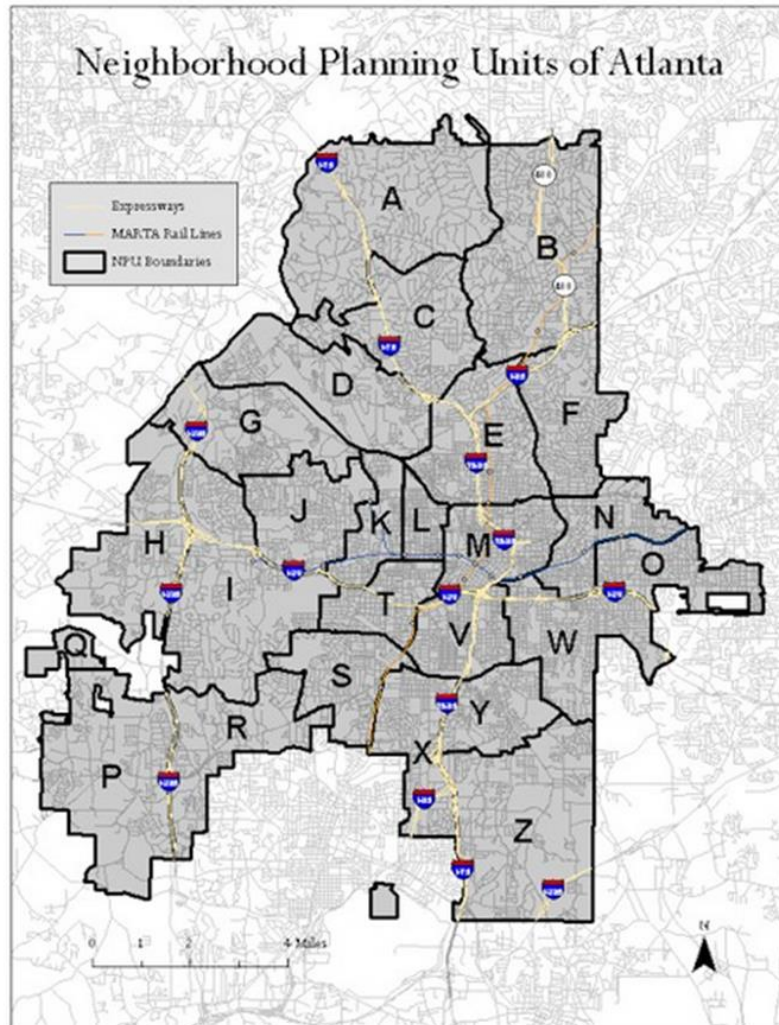 Neighborhood Planning Units of Atlanta
Expressways
MARTA Rail Lines
NPU Boundaries
A
B
C
D
F
G
E
J
K
L
N
M
H
O
I
T
V
W
Q
S
Y
R
X
P
Z
N
0 1 2 4 Miles